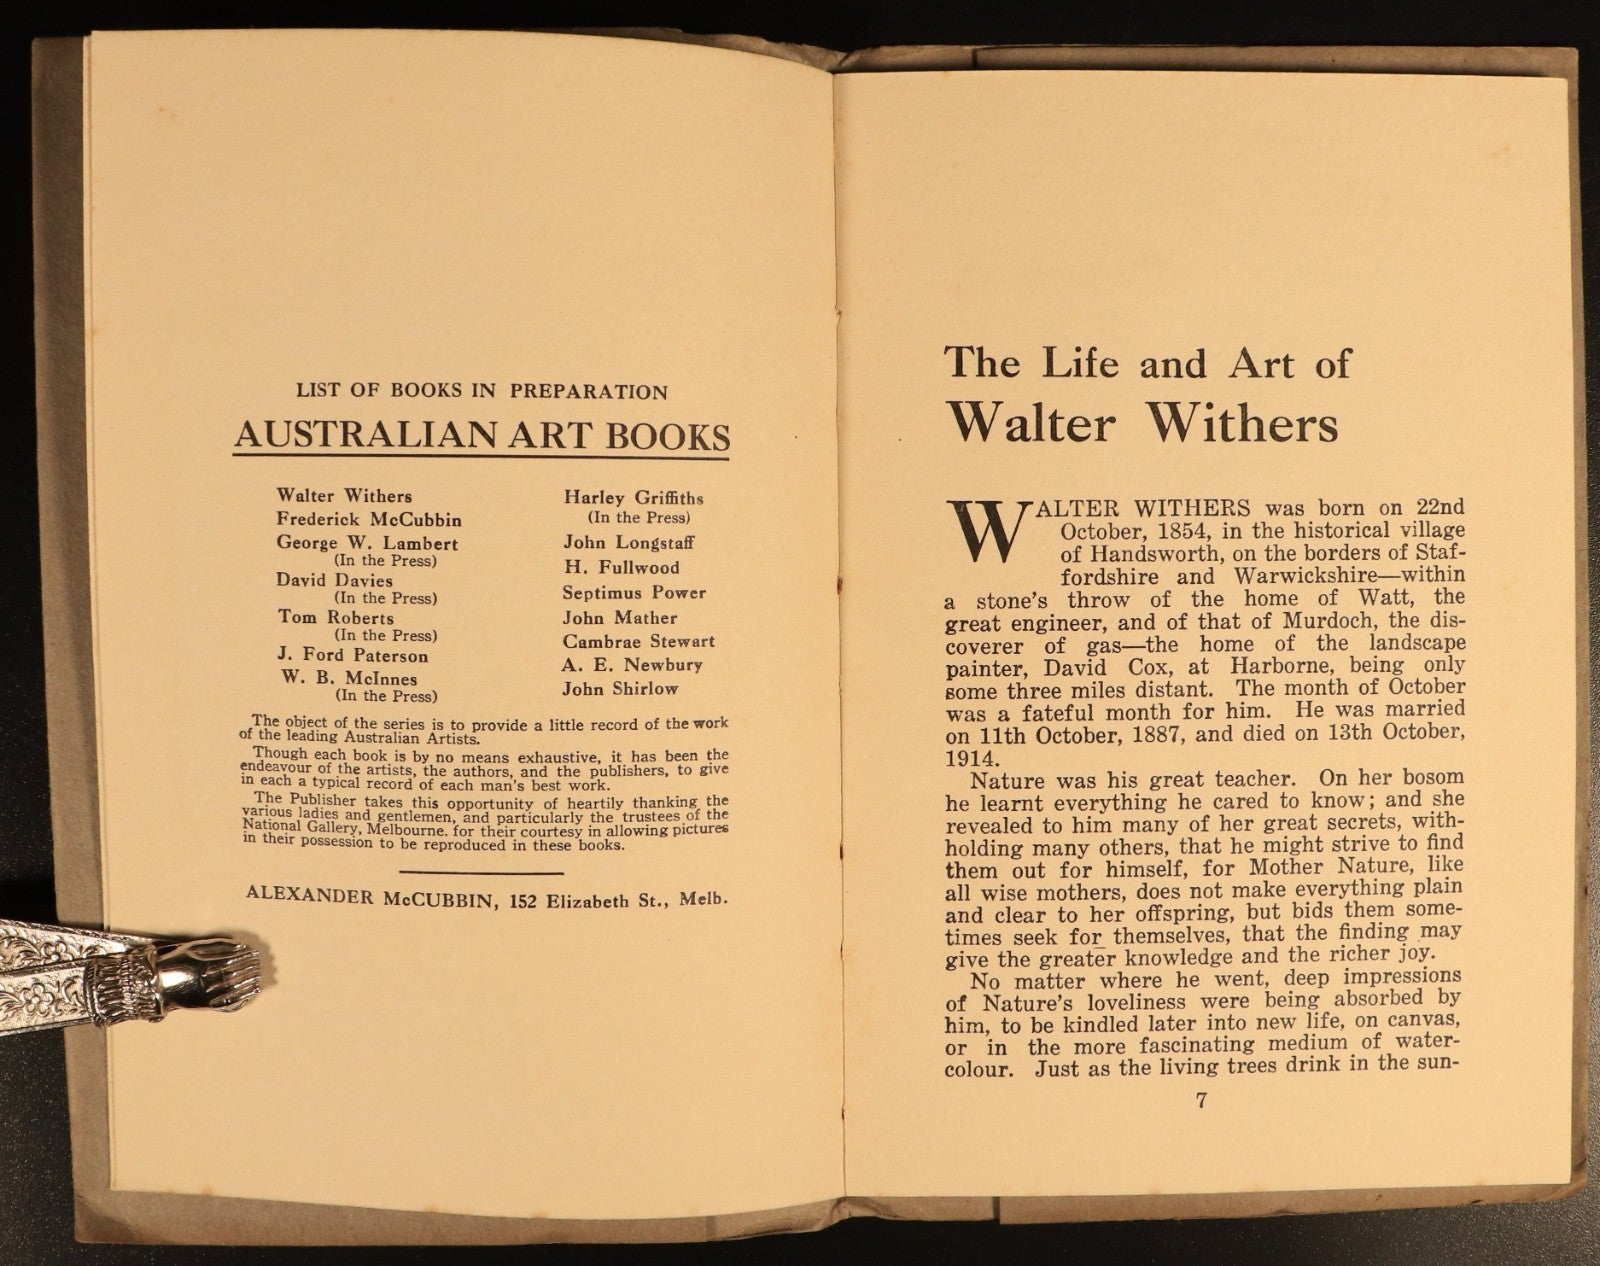 LIST OF BOOKS IN PREPARATION
AUSTRALIAN ART BOOKS
Walter Withers
Frederick McCubbin
George W. Lambert
(In the Press)
David Davies
(In the Press)
Tom Roberts
(In the Press)
J. Ford Paterson
W. B. McInnes
(In the Press)
Harley Griffiths
(In the Press)
John Longstaff
H. Fullwood
Septimus Power
John Mather
Cambrae Stewart
A. E. Newbury
John Shirlow
The object of the series is to provide a little record of the work
of the leading Australian Artists.
Though each book is by no means exhaustive, it has been the
endeavour of the artists, the authors, and the publishers, to give
in each a typical record of each man's best work.
The Publisher takes this opportunity of heartily thanking the
various ladies and gentlemen, and particularly the trustees of the
National Gallery, Melbourne. for their courtesy in allowing pictures
in their possession to be reproduced in these books.
ALEXANDER McCUBBIN, 152 Elizabeth St., Melb.
The Life and Art of
Walter Withers
WALTER WITHERS was born on 22nd
October, 1854, in the historical village
of Handsworth, on the borders of Staf-
fordshire and Warwickshire—within
a stone's throw of the home of Watt, the
great engineer, and of that of Murdoch, the dis-
coverer of gas—the home of the landscape
painter, David Cox, at Harborne, being only
some three miles distant. The month of October
was a fateful month for him. He was married
on 11th October, 1887, and died on 13th October,
1914.
Nature was his great teacher. On her bosom
he learnt everything he cared to know; and she
revealed to him many of her great secrets, with-
holding many others, that he might strive to find
them out for himself, for Mother Nature, like
all wise mothers, does not make everything plain
and clear to her offspring, but bids them some-
times seek for themselves, that the finding may
give the greater knowledge and the richer joy.
No matter where he went, deep impressions
of Nature's loveliness were being absorbed by
him, to be kindled later into new life, on canvas,
or in the more fascinating medium of water-
colour. Just as the living trees drink in the sun-
7